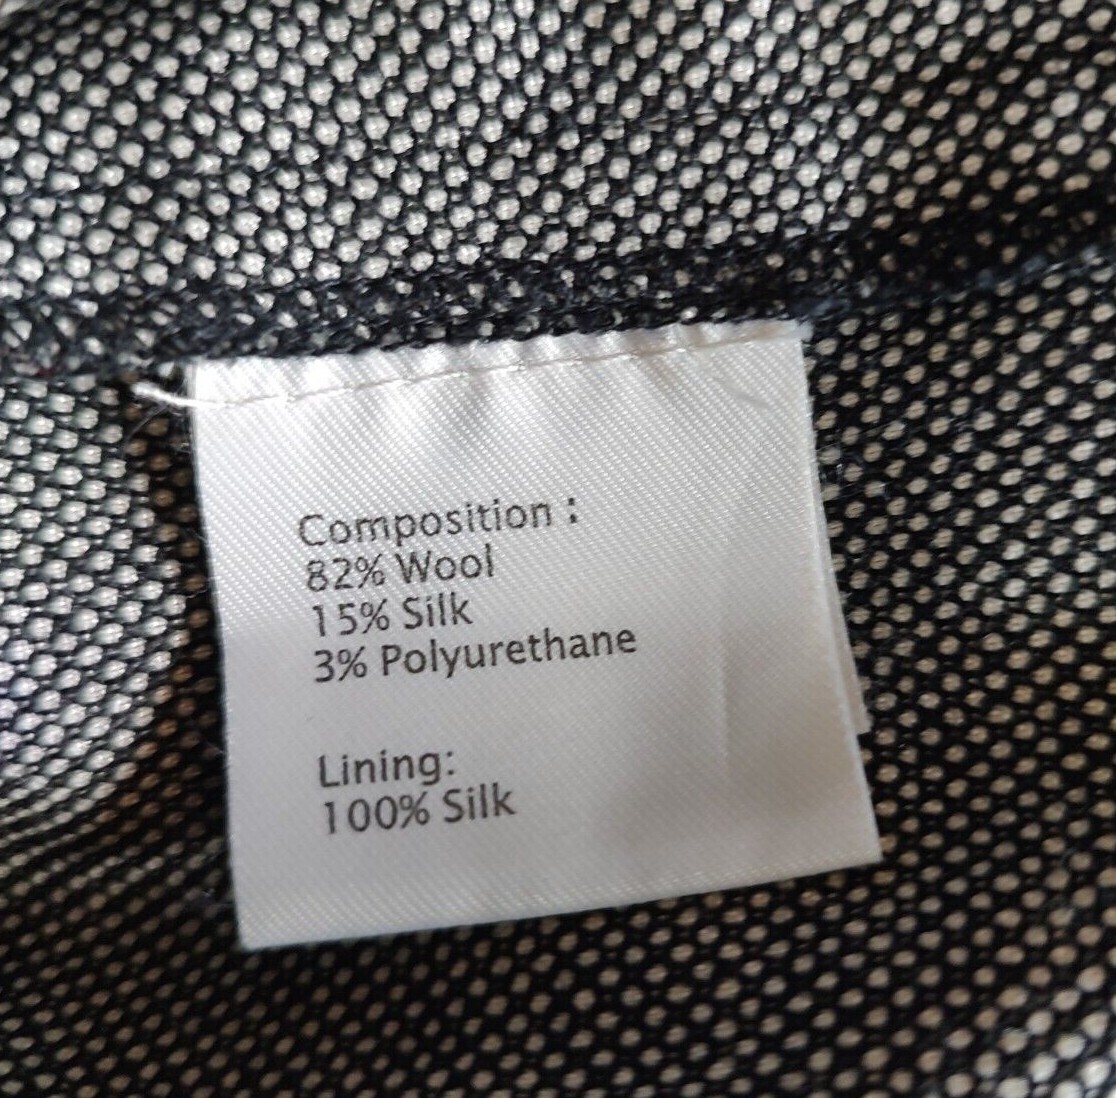 Composition :
82% Wool
15% Silk
3% Polyurethane
Lining:
100% Silk